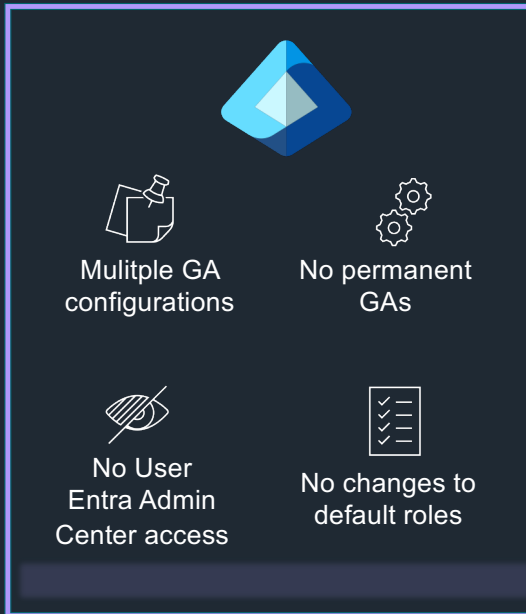 Mulitple GA
configurations
No permanent
GAs
No User
Entra Admin
Center access
No changes to
default roles